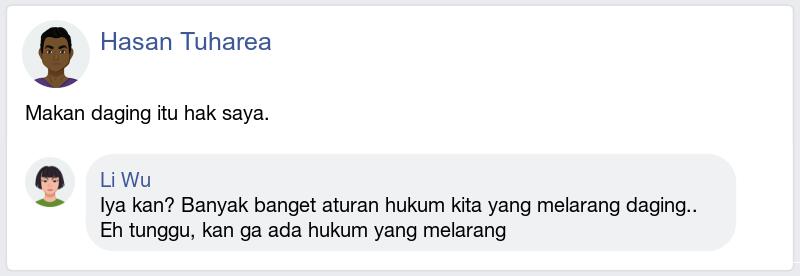 Hasan Tuharea
Makan daging itu hak saya.
Li Wu
Iya kan? Banyak banget aturan hukum kita yang melarang daging..
Eh tunggu, kan ga ada hukum yang melarang